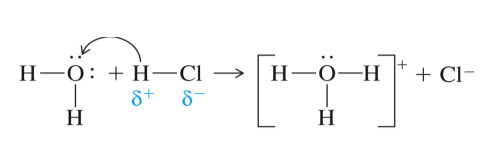 H—O: + H—Cl → [H—O—H]⁺ + Cl⁻
δ⁺ δ⁻
H H